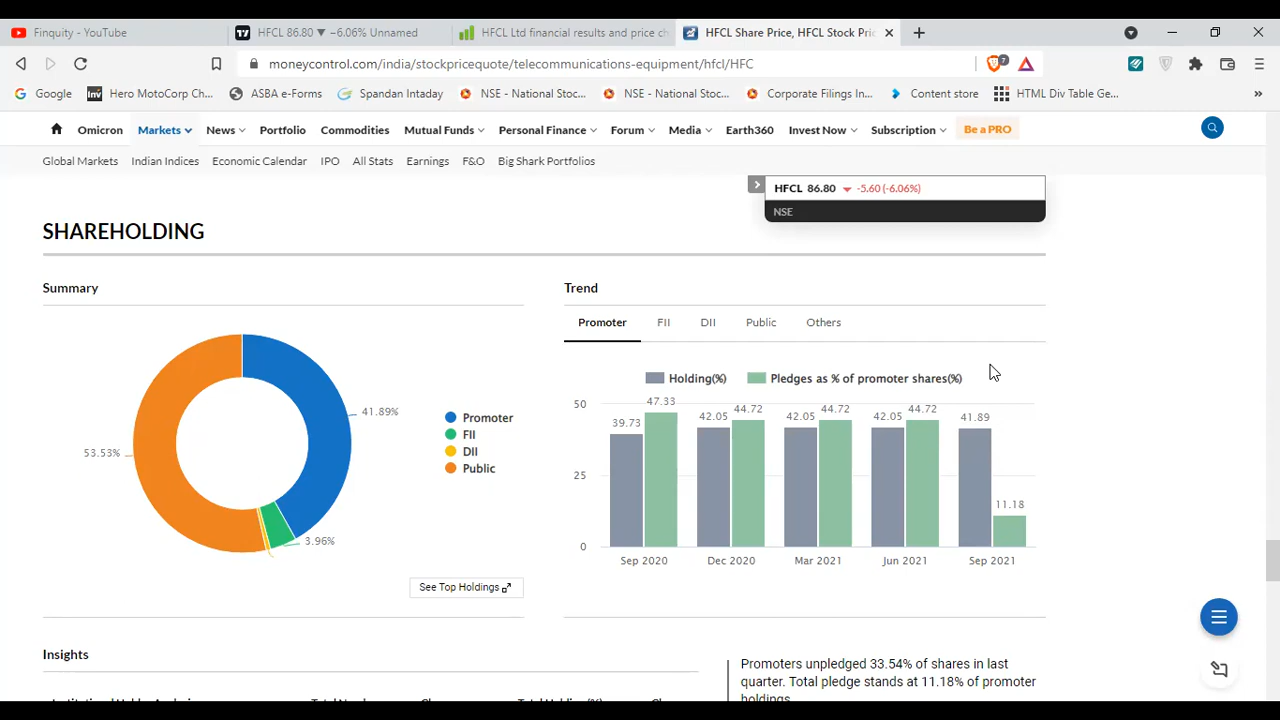 Finquity - YouTube
HFCL 86.80 ▼ −6.06% Unnamed
HFCL Ltd financial results and price ch
HFCL Share Price, HFCL Stock Pric
moneycontrol.com/india/stockpricequote/telecommunications-equipment/hfcl/HFC
7
Google
Hero MotoCorp Ch...
ASBA e-Forms
Spandan Intaday
NSE - National Stoc...
NSE - National Stoc...
Corporate Filings In...
Content store
HTML Div Table Ge...
Omicron
Markets
News
Portfolio
Commodities
Mutual Funds
Personal Finance
Forum
Media
Earth360
Invest Now
Subscription
Be a PRO
Global Markets
Indian Indices
Economic Calendar
IPO
All Stats
Earnings
F&O
Big Shark Portfolios
HFCL 86.80 ▼ -5.60 (-6.06%)
NSE
SHAREHOLDING
Summary
41.89%
53.53%
3.96%
Promoter
FII
DII
Public
See Top Holdings
Trend
Promoter
FII
DII
Public
Others
Holding(%)
Pledges as % of promoter shares(%)
50
25
0
39.73
47.33
42.05
44.72
42.05
44.72
42.05
44.72
41.89
11.18
Sep 2020
Dec 2020
Mar 2021
Jun 2021
Sep 2021
Insights
Promoters unpledged 33.54% of shares in last
quarter. Total pledge stands at 11.18% of promoter
holdings